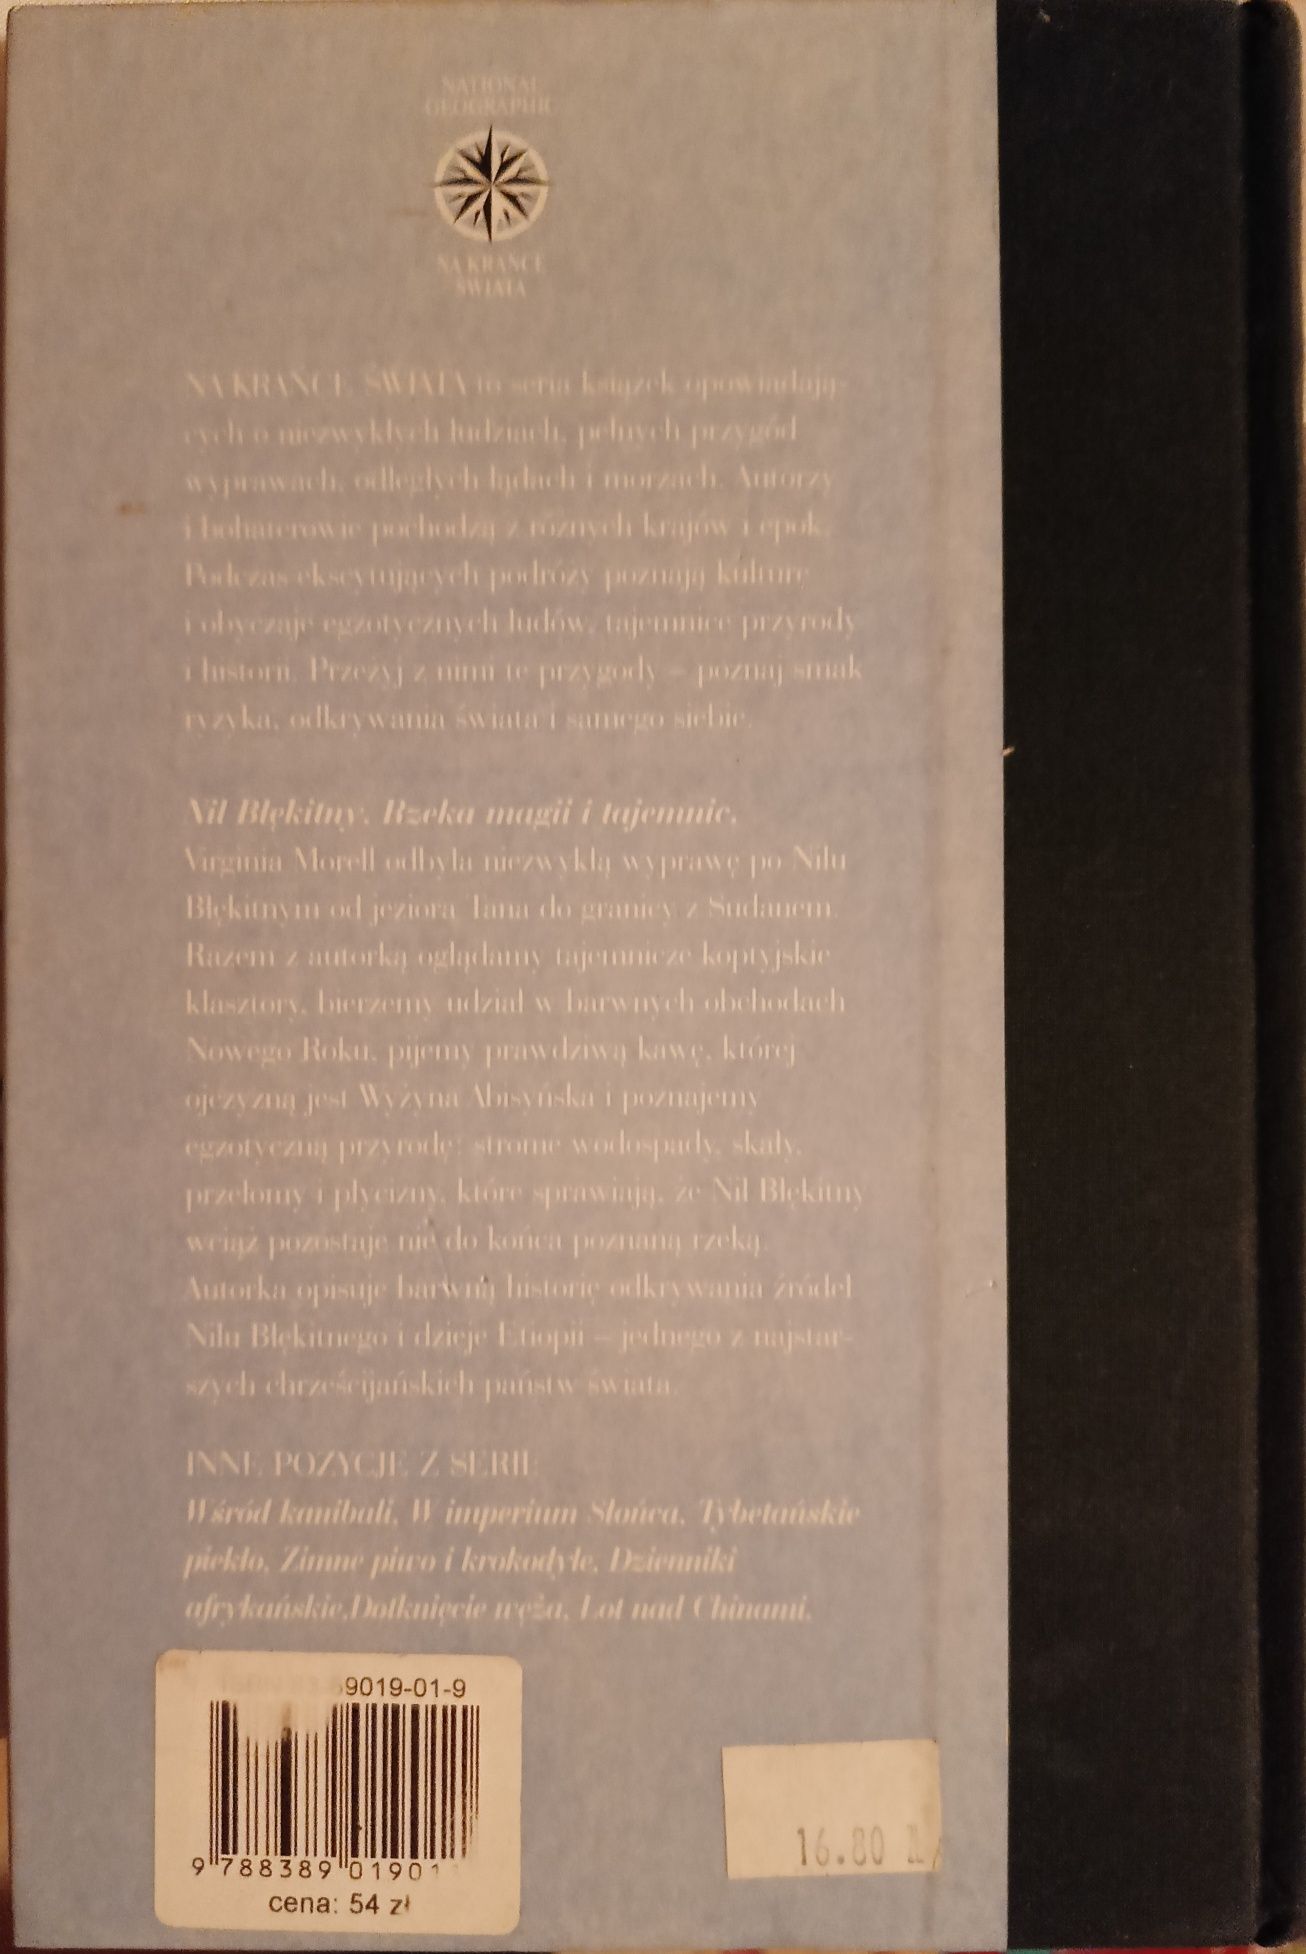 NATIONAL
GEOGRAPHIC
NA KRAŃCE
ŚWIATA
NA KRAŃCE ŚWIATA to seria książek opowiadają-
cych o niezwykłych ludziach, pełnych przygód
wyprawach, odległych lądach i morzach. Autorzy
i bohaterowie pochodzą z różnych krajów i epok.
Podczas ekscytujących podróży poznają kulturę
i obyczaje egzotycznych ludów, tajemnice przyrody
i historii. Przeżyj z nimi te przygody – poznaj smak
ryzyka, odkrywania świata i samego siebie.
Nil Błękitny. Rzeka magii i tajemnic.
Virginia Morell odbyła niezwykłą wyprawę po Nilu
Błękitnym od jeziora Tana do granicy z Sudanem.
Razem z autorką oglądamy tajemnicze koptyjskie
klasztory, bierzemy udział w barwnych obchodach
Nowego Roku, pijemy prawdziwą kawę, której
ojczyzną jest Wyżyna Abisyńska i poznajemy
egzotyczną przyrodę: strome wodospady, skały,
przełomy i płycizny, które sprawiają, że Nil Błękitny
wciąż pozostaje nie do końca poznaną rzeką.
Autorka opisuje barwną historię odkrywania źródeł
Nilu Błękitnego i dzieje Etiopii – jednego z najstar-
szych chrześcijańskich państw świata.
INNE POZYCJE Z SERII:
Wśród kanibali, W imperium Słońca, Tybetańskie
piekło, Zimne piwo i krokodyle, Dzienniki
afrykańskie,Dotknięcie węża, Lot nad Chinami.
9019-01-9
9 788389 01901
cena: 54 zł
16.80